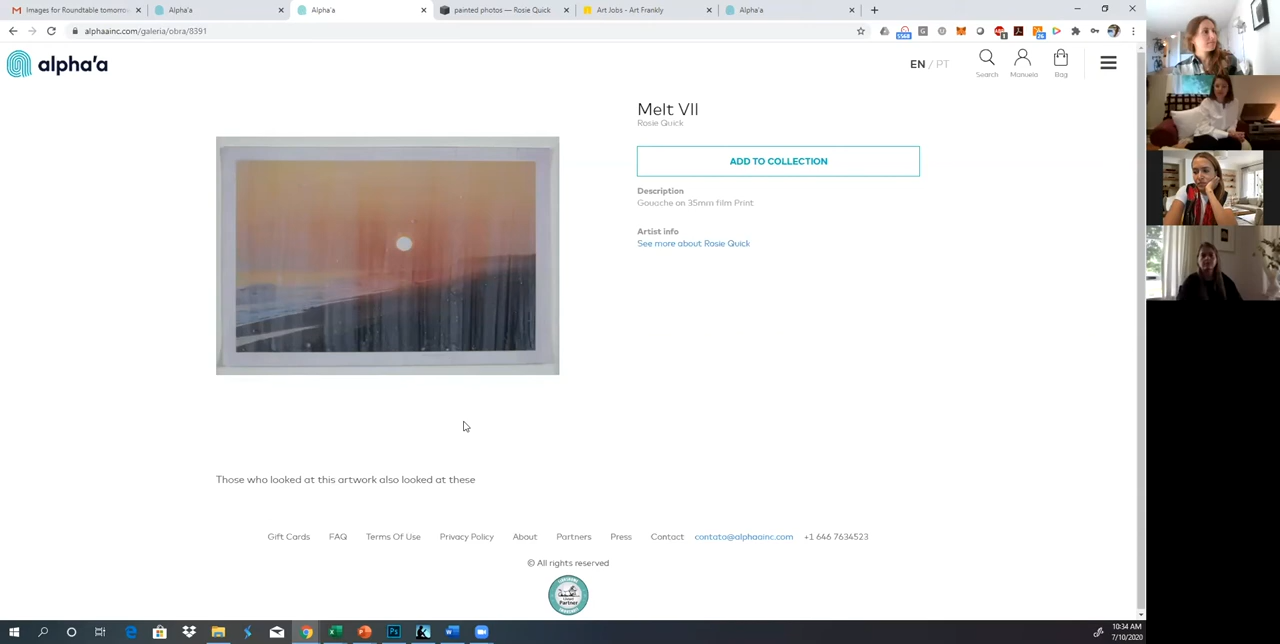 Images for Roundtable tomorrow
Alpha'a
Alpha'a
painted photos — Rosie Quick
Art Jobs - Art Frankly
Alpha'a
alphaainc.com/galeria/obra/8391
alpha'a
EN / PT
Search
Manuela
Bag
Melt VII
Rosie Quick
ADD TO COLLECTION
Description
Gouache on 35mm film Print
Artist info
See more about Rosie Quick
Those who looked at this artwork also looked at these
Gift Cards FAQ Terms Of Use Privacy Policy About Partners Press Contact contato@alphaainc.com +1 646 7634523
© All rights reserved
Partner
10:34 AM
7/10/2020